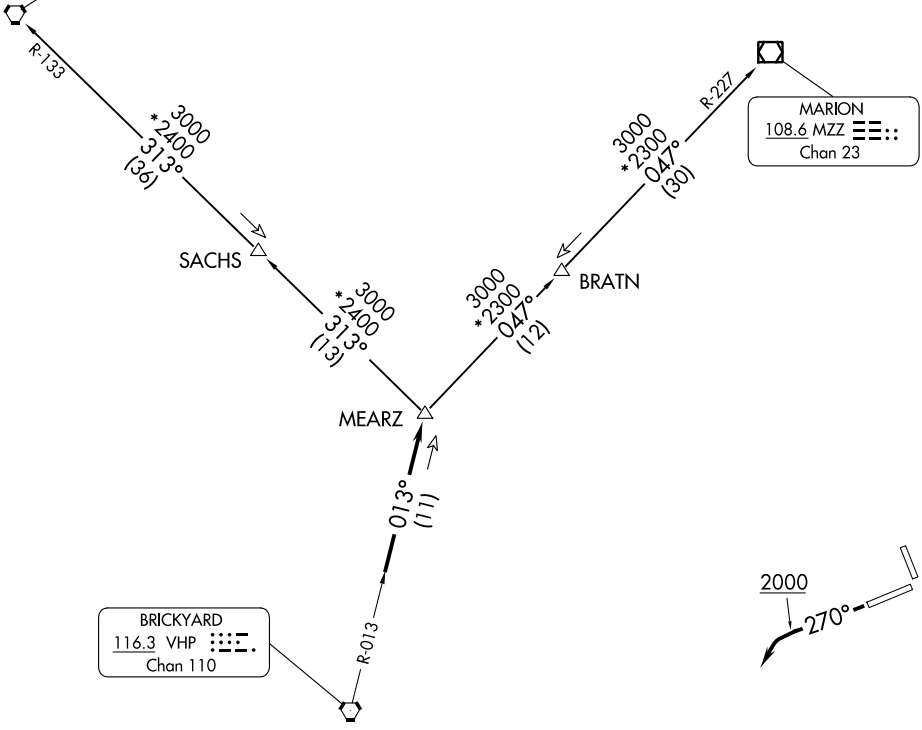 R-133
3000
*2400
313°
(36)
SACHS
3000
*2400
313°
(13)
MEARZ
R-227
MARION
108.6 MZZ
Chan 23
3000
*2300
047°
(30)
BRATN
3000
*2300
047°
(12)
013°
(11)
R-013
BRICKYARD
116.3 VHP
Chan 110
2000
270°